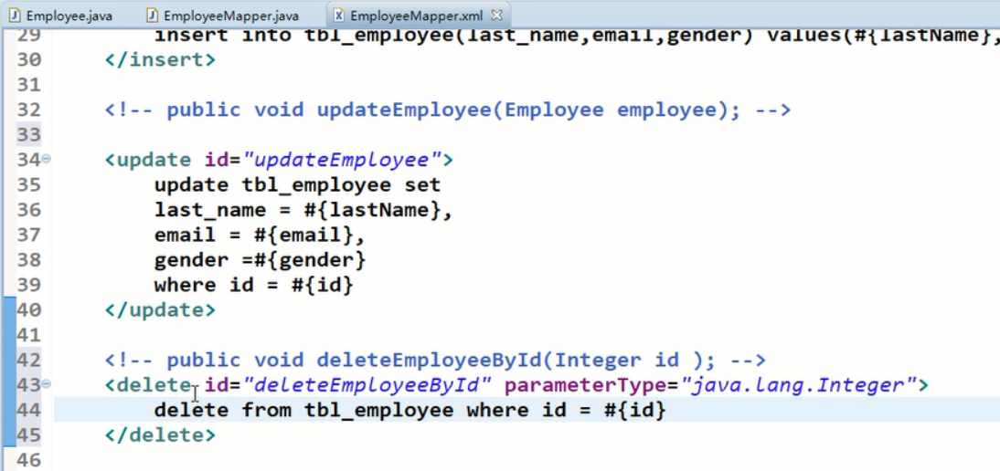 Employee.java EmployeeMapper.java EmployeeMapper.xml
29 insert into tbl_employee(last_name,email,gender) values(#{lastName},
30 </insert>
31
32 <!-- public void updateEmployee(Employee employee); -->
33
34 <update id="updateEmployee">
35 update tbl_employee set
36 last_name = #{lastName},
37 email = #{email},
38 gender =#{gender}
39 where id = #{id}
40 </update>
41
42 <!-- public void deleteEmployeeById(Integer id ); -->
43 <delete id="deleteEmployeeById" parameterType="java.lang.Integer">
44 delete from tbl_employee where id = #{id}
45 </delete>
46